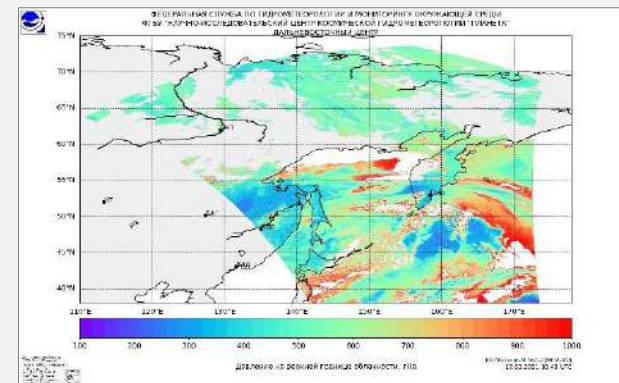 ФЕДЕРАЛЬНАЯ СЛУЖБА ПО ГИДРОМЕТЕОРОЛОГИИ И МОНИТОРИНГУ ОКРУЖАЮЩЕЙ СРЕДЫ
ФГБУ "НАУЧНО-ИССЛЕДОВАТЕЛЬСКИЙ ЦЕНТР КОСМИЧЕСКОЙ ГИДРОМЕТЕОРОЛОГИИ "ПЛАНЕТА"
ДАЛЬНЕВОСТОЧНЫЙ ЦЕНТР
75°N
70°N
65°N
60°N
55°N
50°N
45°N
40°N
110°E 120°E 130°E 140°E 150°E 160°E 170°E
100 200 300 400 500 600 700 800 900 1000
Давление на верхней границе облачности, гПа
UTC